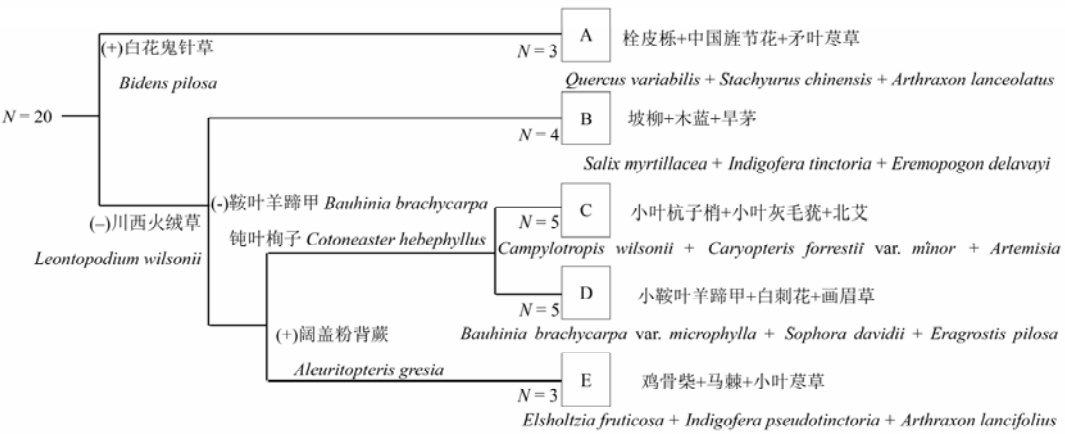 (+)白花鬼针草
Bidens pilosa
N = 20
N = 3
A
栓皮栎+中国旌节花+矛叶荩草
Quercus variabilis + Stachyurus chinensis + Arthraxon lanceolatus
N = 4
B
坡柳+木蓝+旱茅
Salix myrtillacea + Indigofera tinctoria + Eremopogon delavayi
(–)川西火绒草
Leontopodium wilsonii
(-)鞍叶羊蹄甲 Bauhinia brachycarpa
钝叶栒子 Cotoneaster hebephyllus
N = 5
C
小叶杭子梢+小叶灰毛莸+北艾
Campylotropis wilsonii + Caryopteris forrestii var. minor + Artemisia
N = 5
D
小鞍叶羊蹄甲+白刺花+画眉草
Bauhinia brachycarpa var. microphylla + Sophora davidii + Eragrostis pilosa
(+)阔盖粉背蕨
Aleuritopteris gresia
N = 3
E
鸡骨柴+马棘+小叶荩草
Elsholtzia fruticosa + Indigofera pseudotinctoria + Arthraxon lancifolius